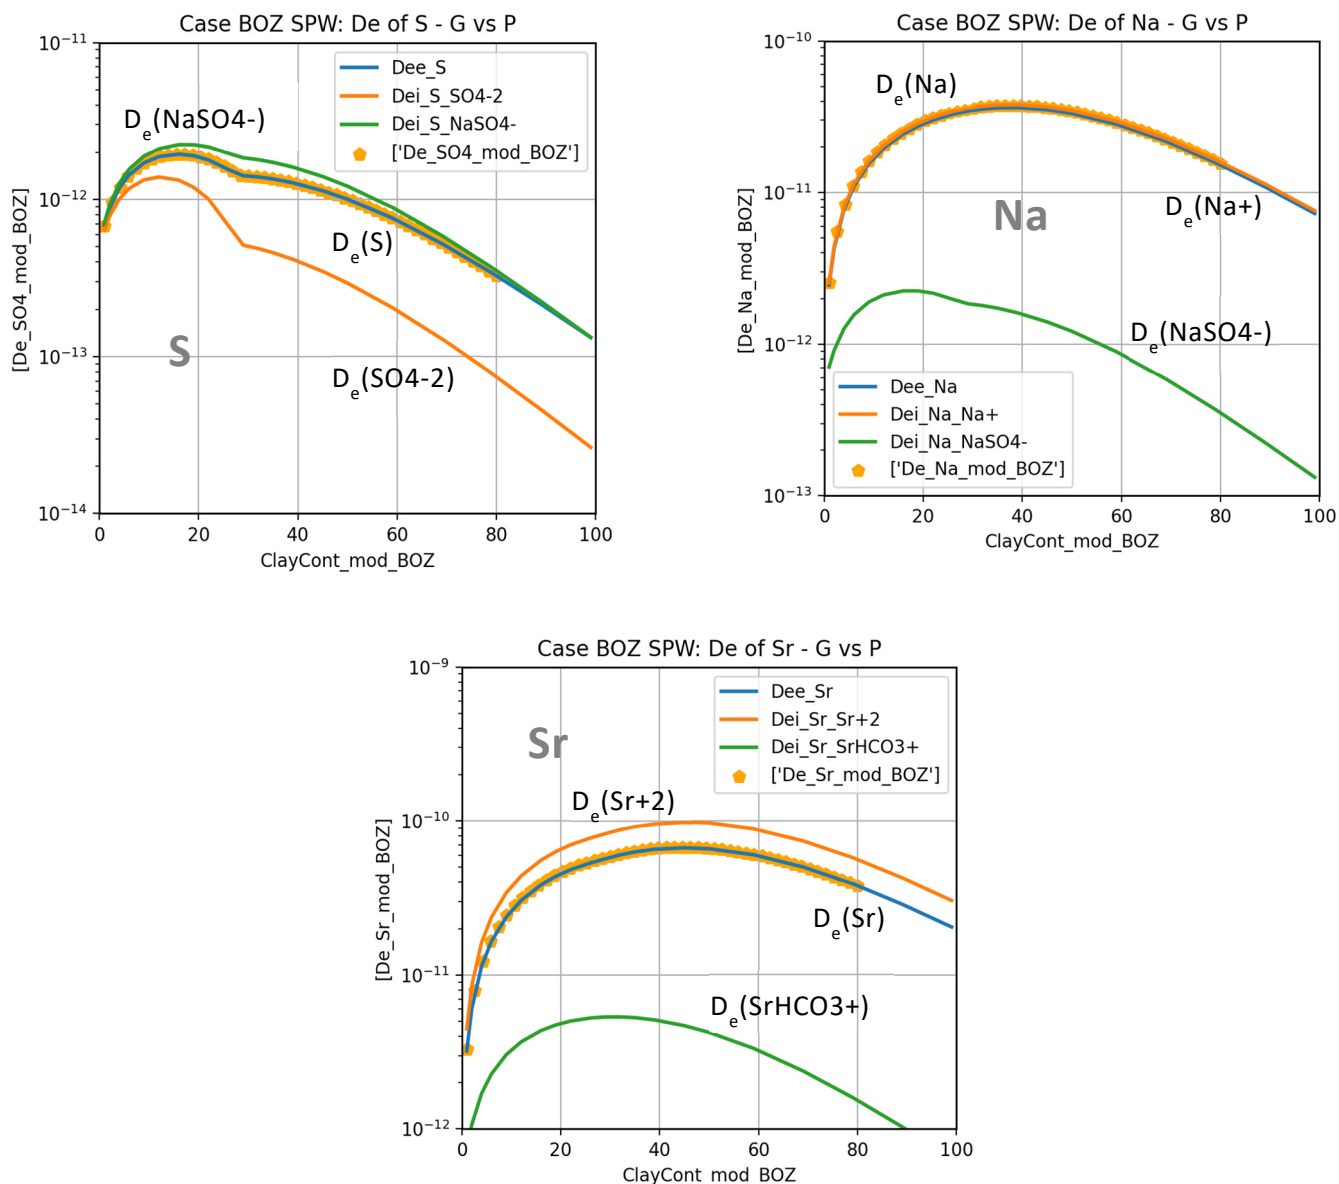 Case BOZ SPW: De of S - G vs P
10⁻¹¹
Dee_S
Dei_S_SO4-2
Dei_S_NaSO4-
['De_SO4_mod_BOZ']
De(NaSO4-)
10⁻¹²
De(S)
[De_SO4_mod_BOZ]
S
10⁻¹³
De(SO4-2)
10⁻¹⁴
0 20 40 60 80 100
ClayCont_mod_BOZ
Case BOZ SPW: De of Na - G vs P
10⁻¹⁰
De(Na)
10⁻¹¹
De(Na+)
Na
[De_Na_mod_BOZ]
10⁻¹²
De(NaSO4-)
Dee_Na
Dei_Na_Na+
Dei_Na_NaSO4-
['De_Na_mod_BOZ']
10⁻¹³
0 20 40 60 80 100
ClayCont_mod_BOZ
Case BOZ SPW: De of Sr - G vs P
10⁻⁹
Dee_Sr
Dei_Sr_Sr+2
Dei_Sr_SrHCO3+
['De_Sr_mod_BOZ']
Sr
De(Sr+2)
10⁻¹⁰
[De_Sr_mod_BOZ]
De(Sr)
10⁻¹¹
De(SrHCO3+)
10⁻¹²
0 20 40 60 80 100
ClayCont_mod_BOZ